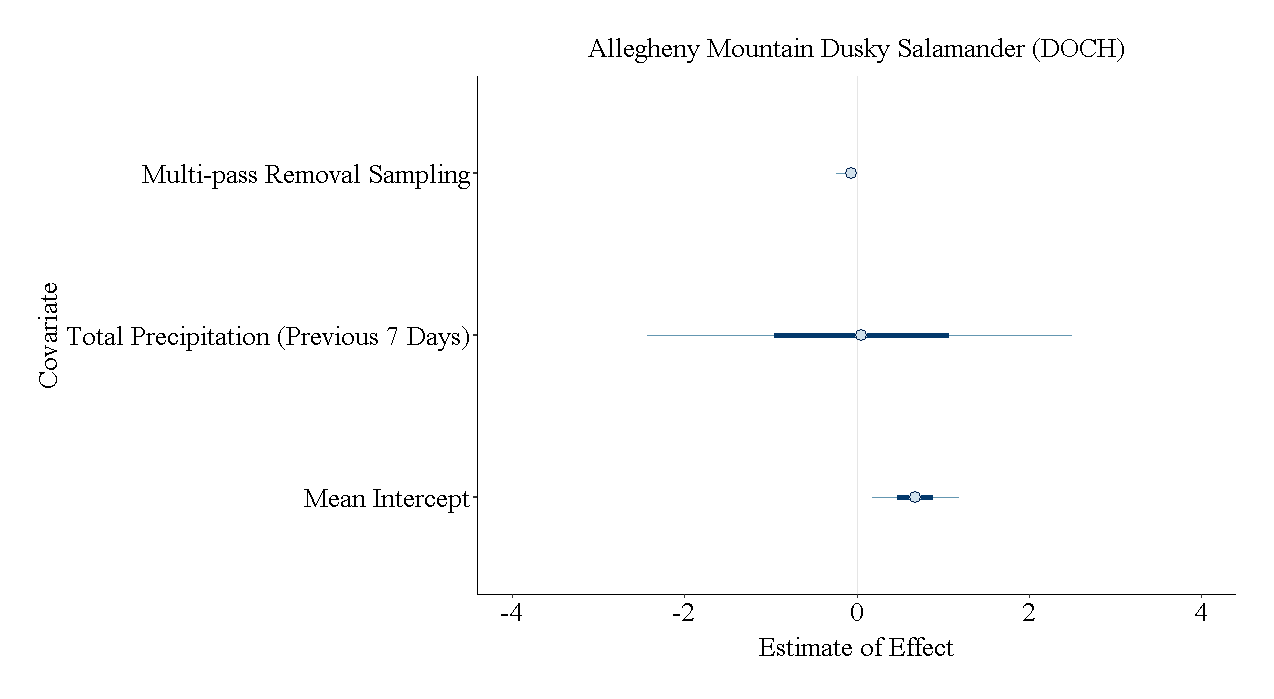 Allegheny Mountain Dusky Salamander (DOCH)
Multi-pass Removal Sampling
Total Precipitation (Previous 7 Days)
Mean Intercept
Covariate
-4 -2 0 2 4
Estimate of Effect